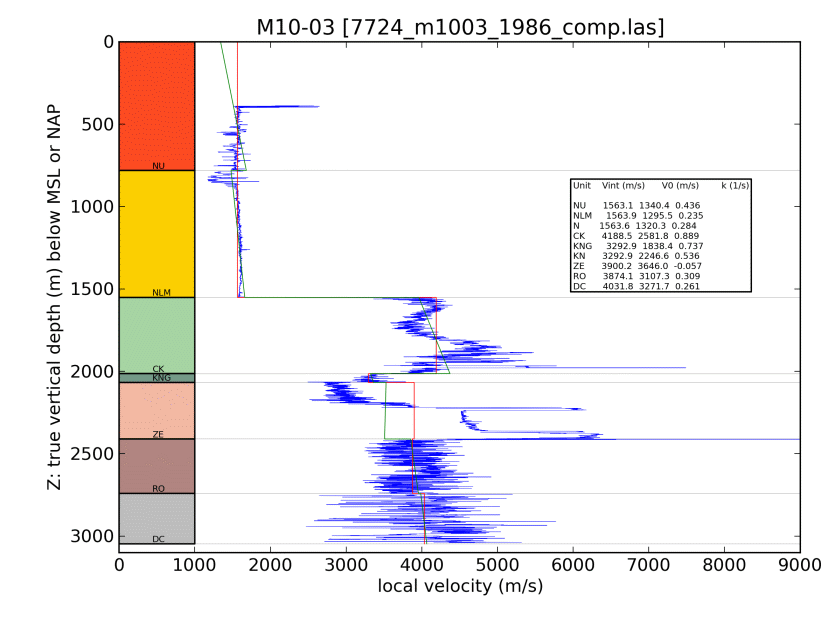 M10-03 [7724_m1003_1986_comp.las]
0
500
1000
1500
2000
2500
3000
Z: true vertical depth (m) below MSL or NAP
NU
NLM
CK
KNG
ZE
RO
DC
Unit Vint (m/s) V0 (m/s) k (1/s)
NU 1563.1 1340.4 0.436
NLM 1563.9 1295.5 0.235
N 1563.6 1320.3 0.284
CK 4188.5 2581.8 0.889
KNG 3292.9 1838.4 0.737
KN 3292.9 2246.6 0.536
ZE 3900.2 3646.0 -0.057
RO 3874.1 3107.3 0.309
DC 4031.8 3271.7 0.261
0 1000 2000 3000 4000 5000 6000 7000 8000 9000
local velocity (m/s)